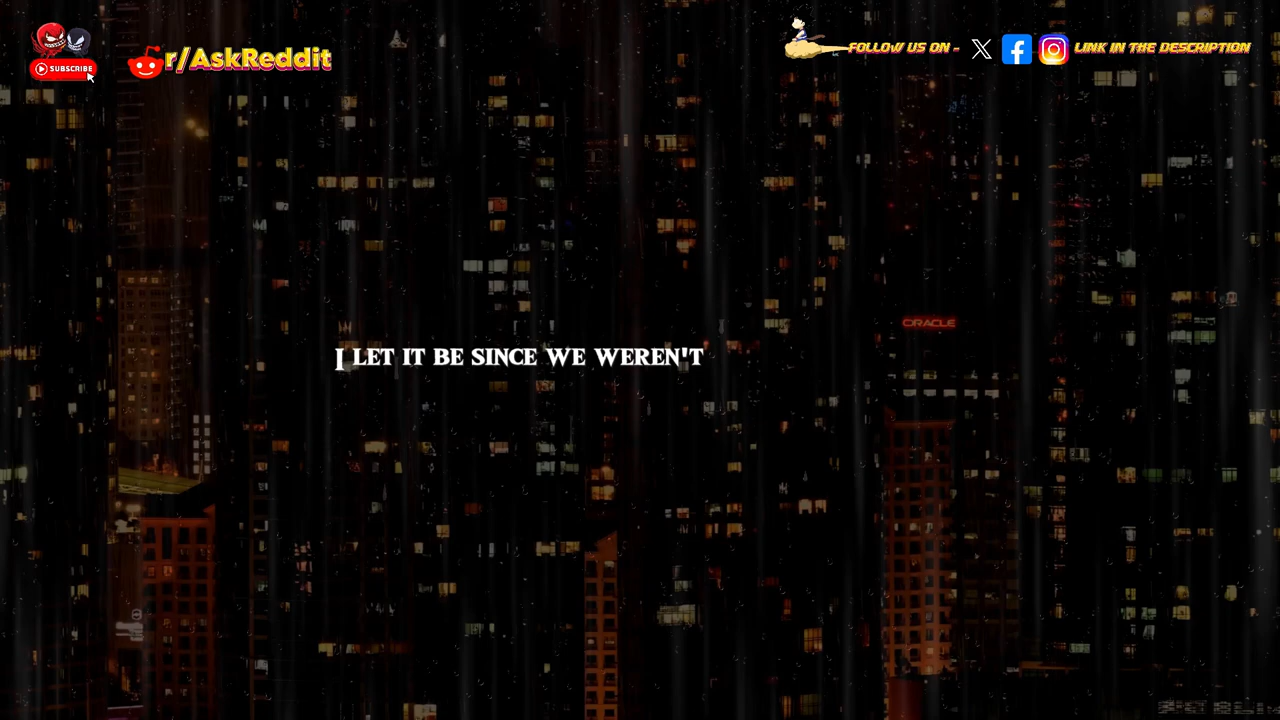 SUBSCRIBE
r/AskReddit
FOLLOW US ON -
LINK IN THE DESCRIPTION
ORACLE
I LET IT BE SINCE WE WEREN'T